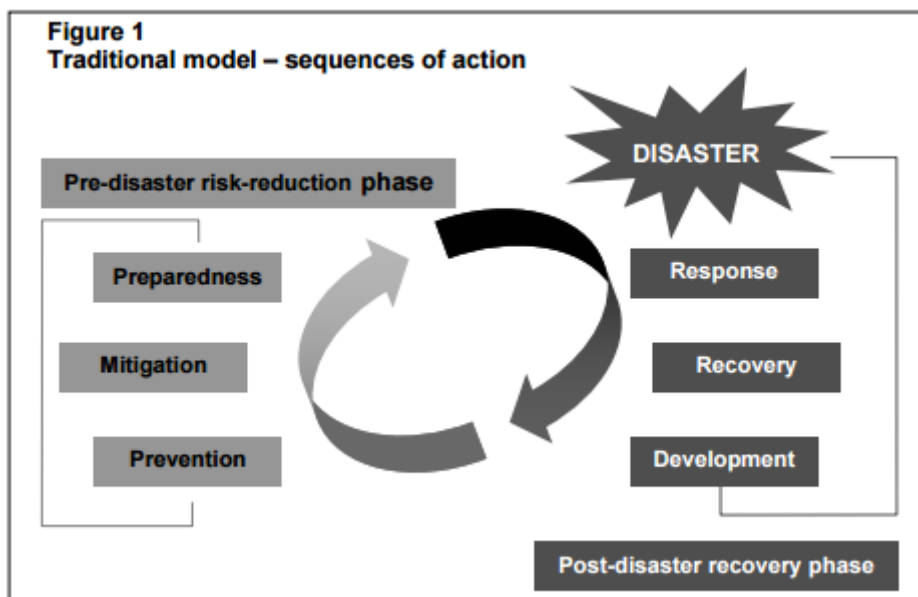 Figure 1
Traditional model – sequences of action
DISASTER
Pre-disaster risk-reduction phase
Preparedness
Mitigation
Prevention
Response
Recovery
Development
Post-disaster recovery phase